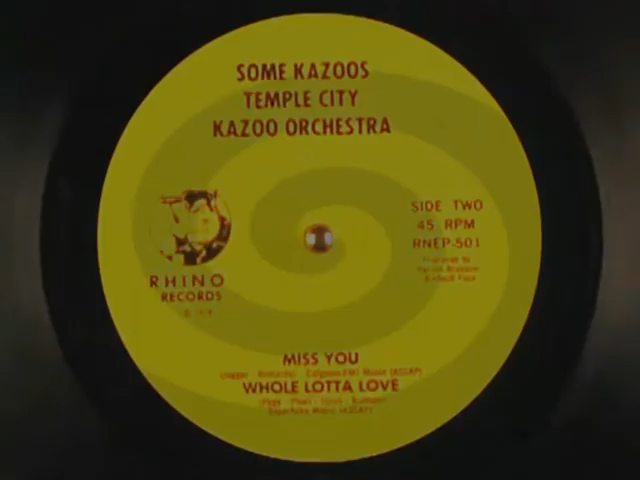 SOME KAZOOS
TEMPLE CITY
KAZOO ORCHESTRA
SIDE TWO
45 RPM
RNEP-501
RHINO
RECORDS
MISS YOU
WHOLE LOTTA LOVE